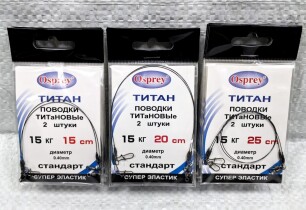 Osprey
ТИТАН
ПОВОДКИ
ТИТаНОВЫе
2 штуки
15 кг 15 cm
диаметр
0.40mm
стандарт
СУПЕР ЭЛАСТИК
Osprey
ТИТАН
ПОВОДКИ
ТИТаНОВЫе
2 штуки
15 кг 20 cm
диаметр
0.40mm
стандарт
СУПЕР ЭЛАСТИК
Osprey
ТИТАН
ПОВОДКИ
ТИТаНОВЫе
2 штуки
15 кг 25 cm
диаметр
0.40mm
стандарт
СУПЕР ЭЛАСТИК